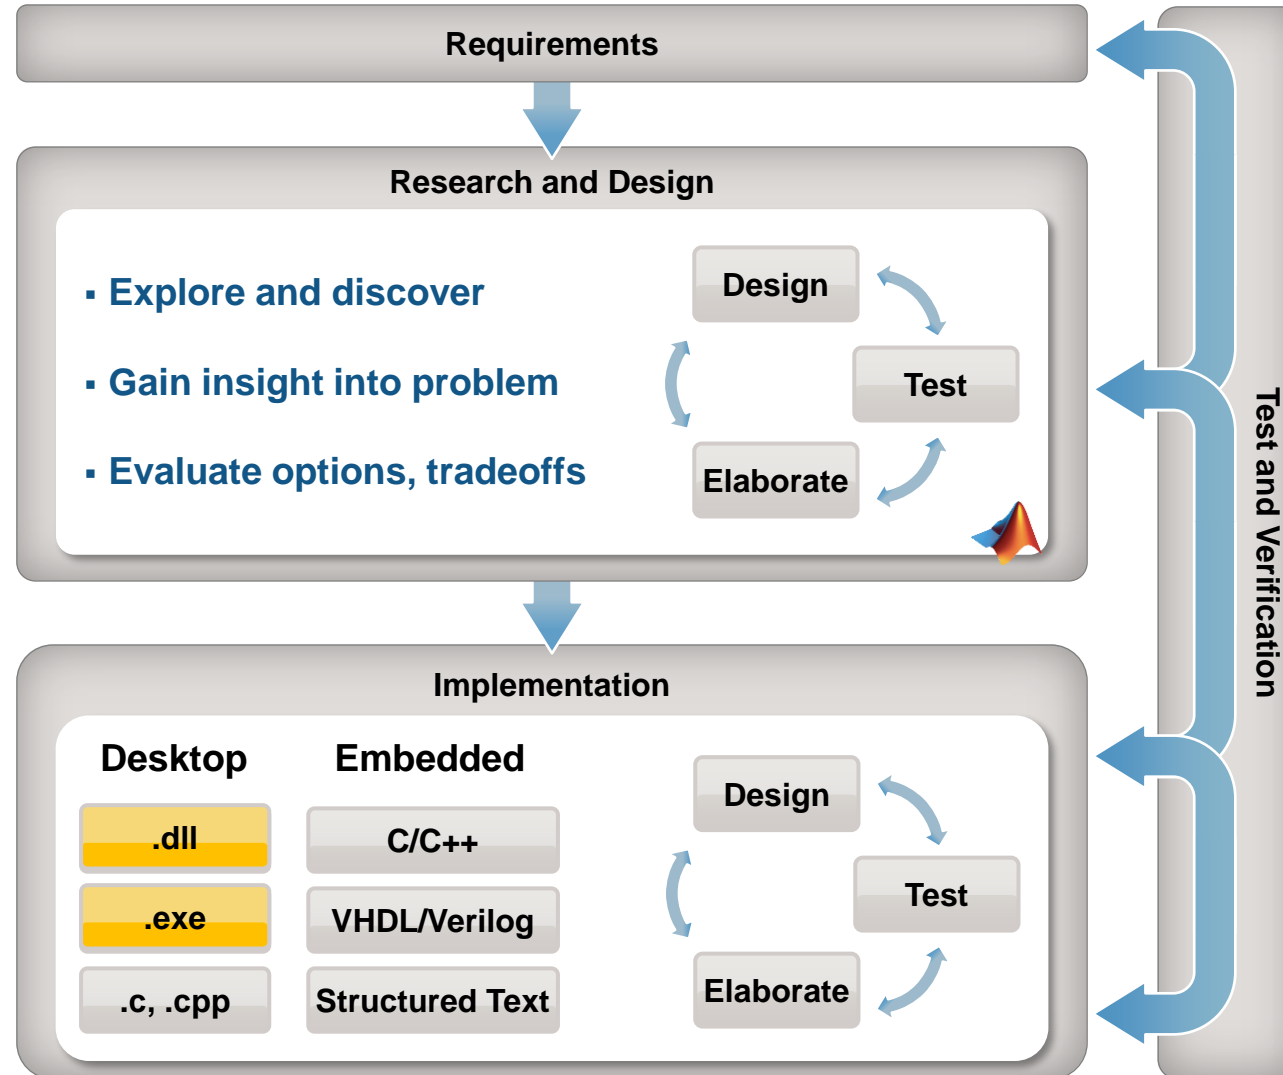 Requirements
Research and Design
▪ Explore and discover
▪ Gain insight into problem
▪ Evaluate options, tradeoffs
Design
Test
Elaborate
Implementation
Desktop
Embedded
.dll
C/C++
.exe
VHDL/Verilog
.c, .cpp
Structured Text
Design
Test
Elaborate
Test and Verification